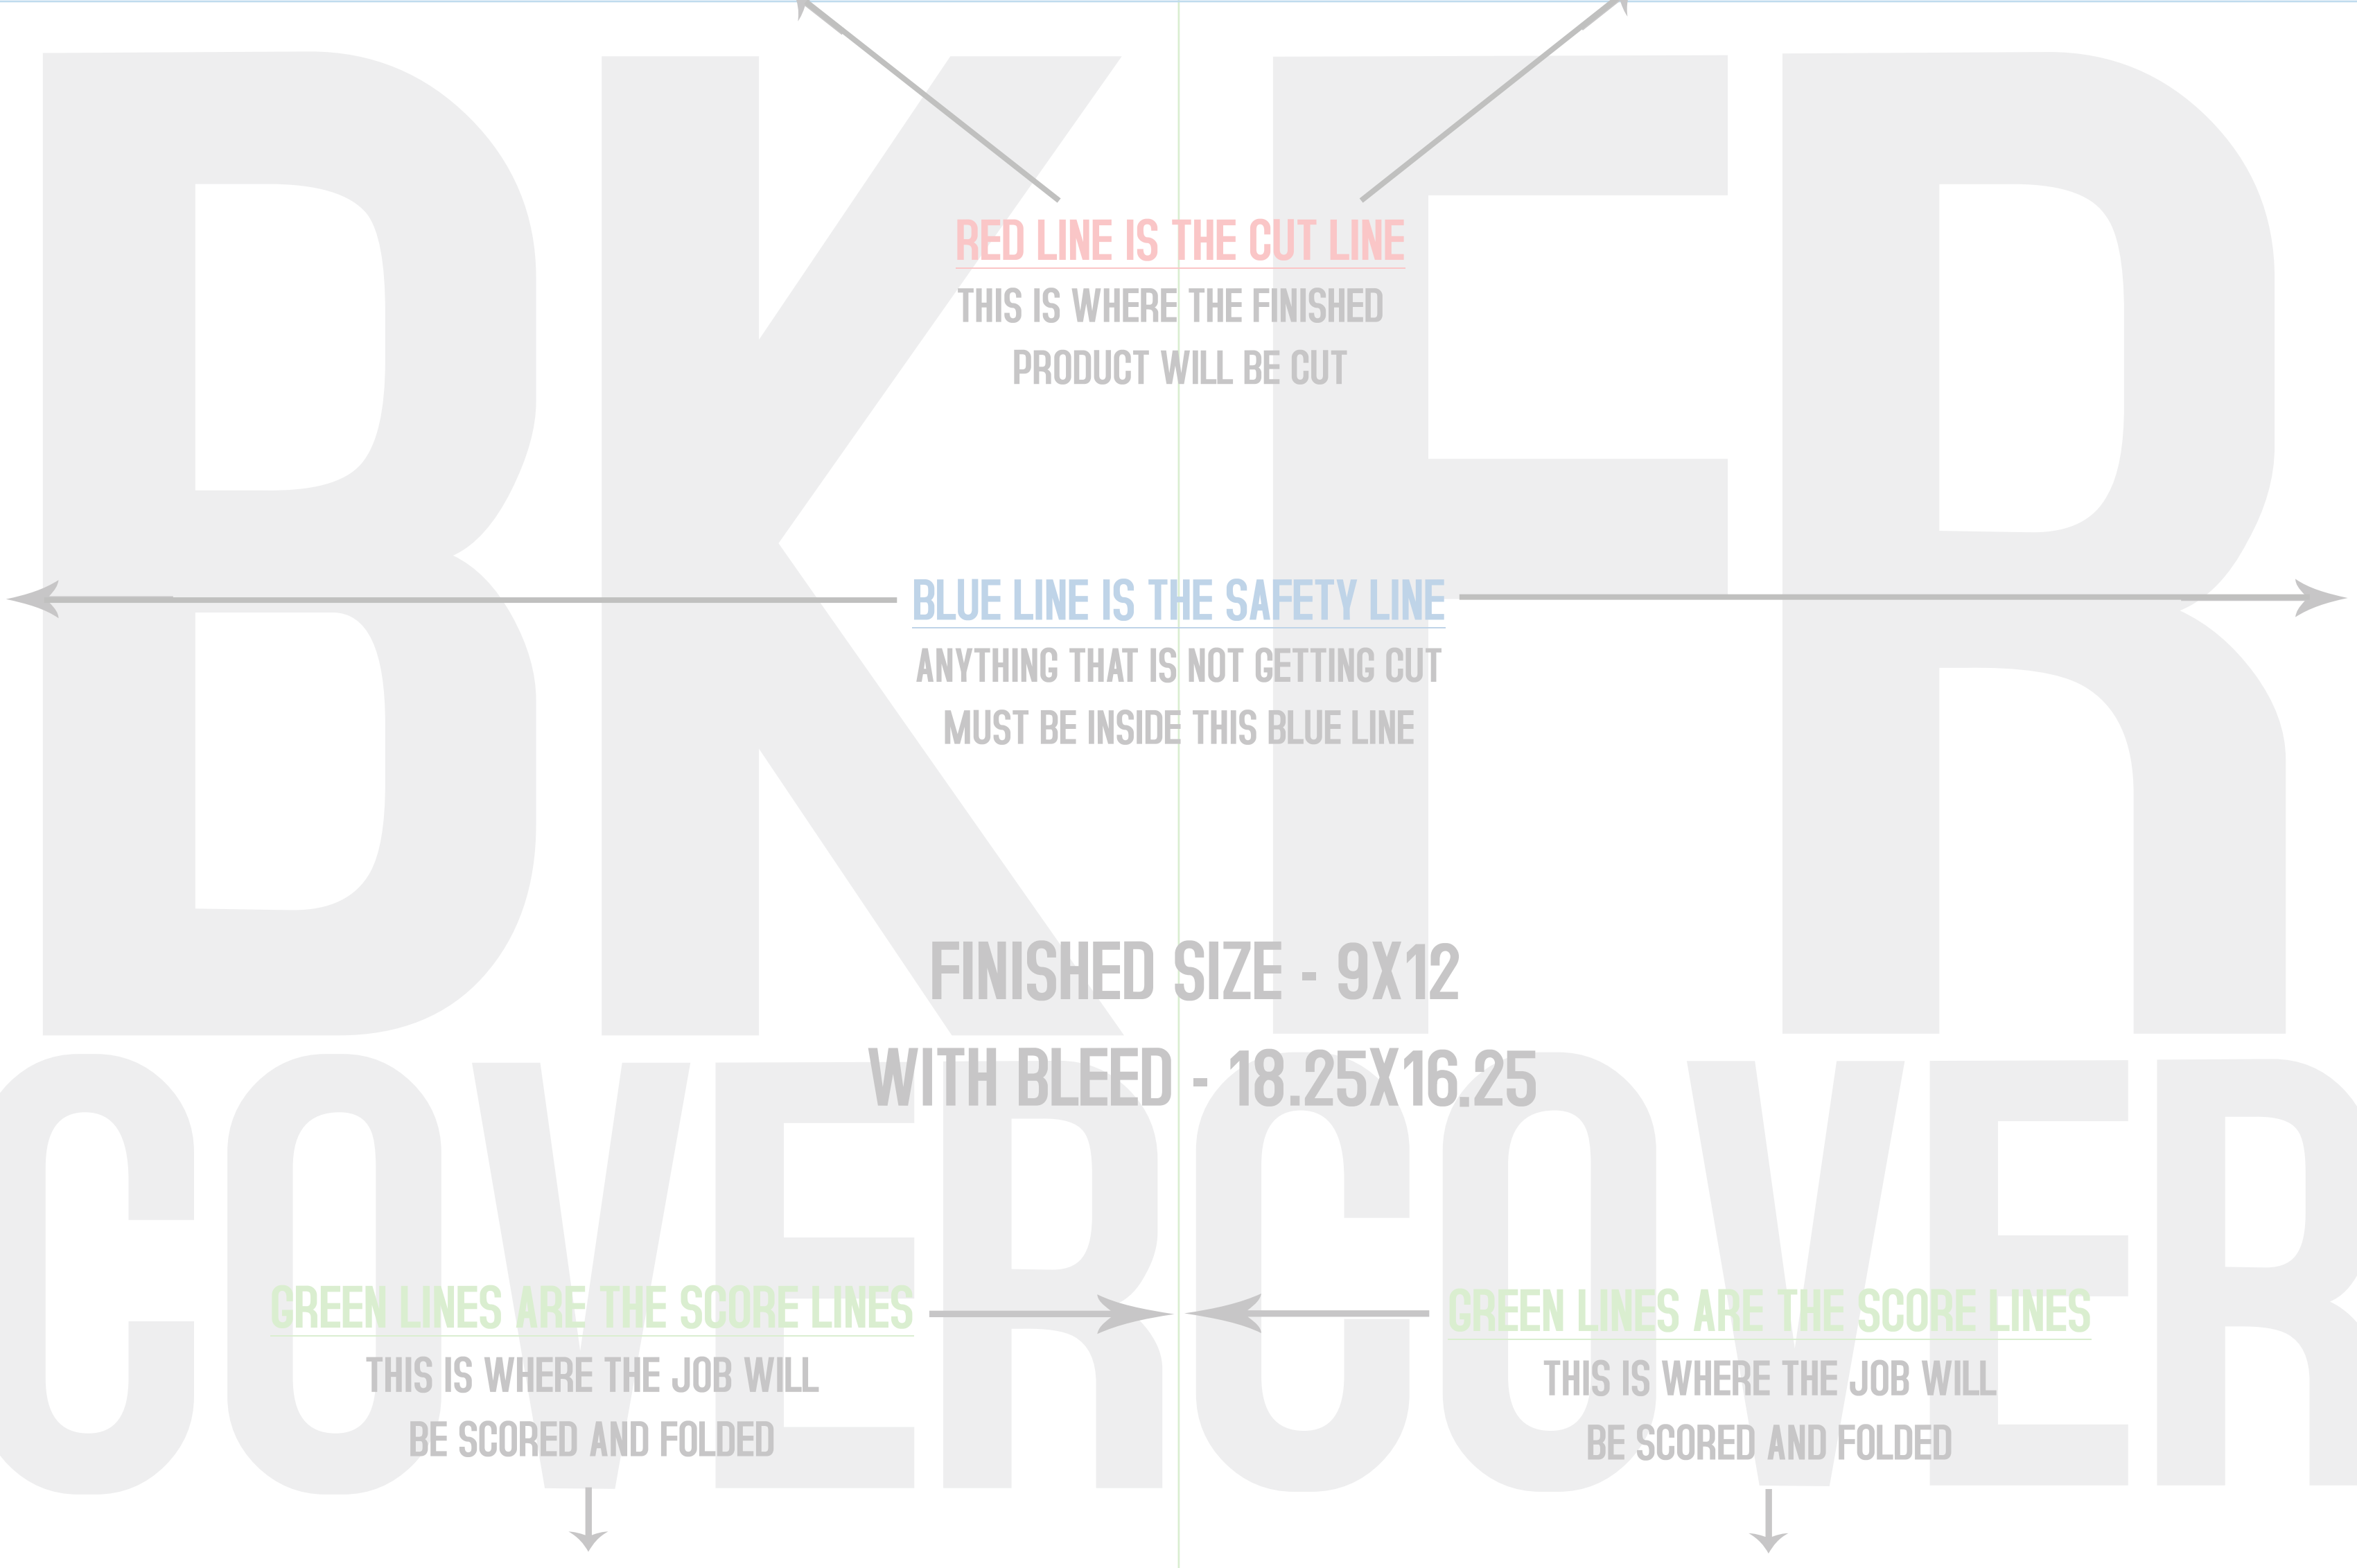 BK FR
RED LINE IS THE CUT LINE
THIS IS WHERE THE FINISHED
PRODUCT WILL BE CUT
BLUE LINE IS THE SAFETY LINE
ANYTHING THAT IS NOT GETTING CUT
MUST BE INSIDE THIS BLUE LINE
FINISHED SIZE - 9X12
WITH BLEED - 18.25X16.25
COVER COVER
GREEN LINES ARE THE SCORE LINES
THIS IS WHERE THE JOB WILL
BE SCORED AND FOLDED
GREEN LINES ARE THE SCORE LINES
THIS IS WHERE THE JOB WILL
BE SCORED AND FOLDED